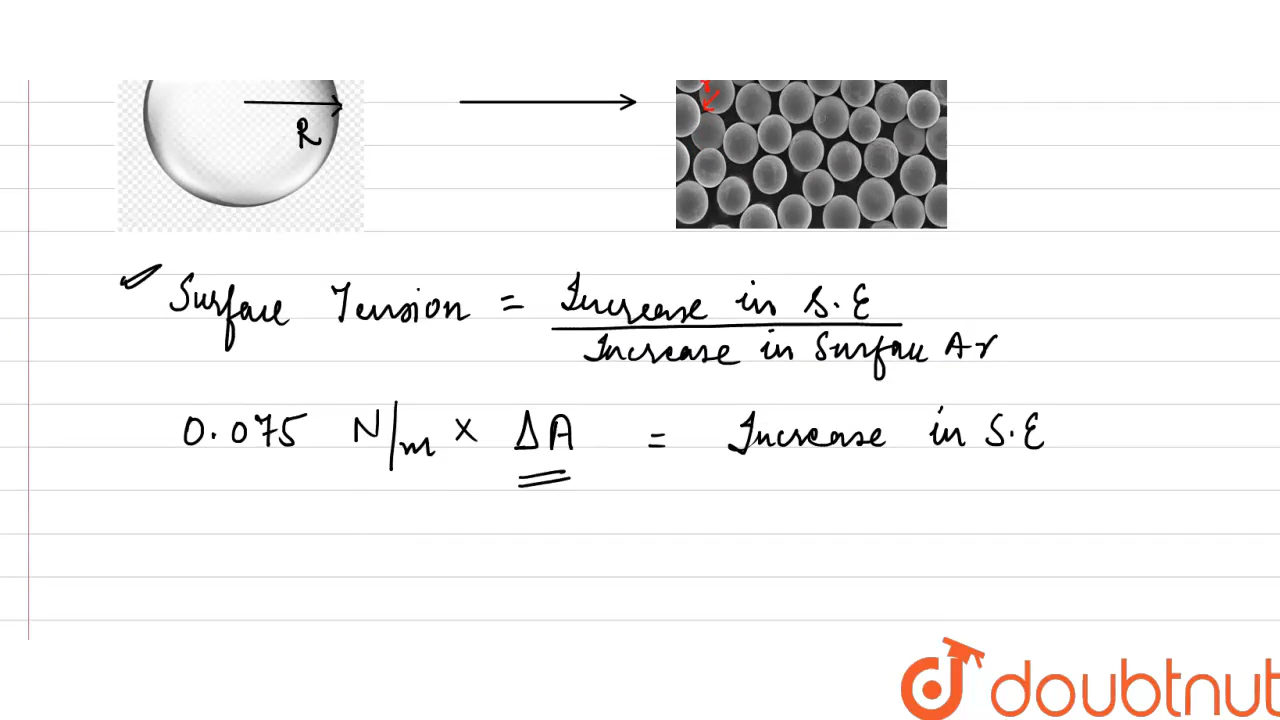 R
Surface Tension = Increase in S.E
Increase in Surface Ar
0.075 N/m × ΔA = Increase in S.E
doubtnut